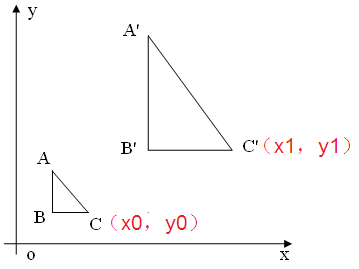 y
A'
B' C'（x1，y1）
A
B C（x0，y0）
o x